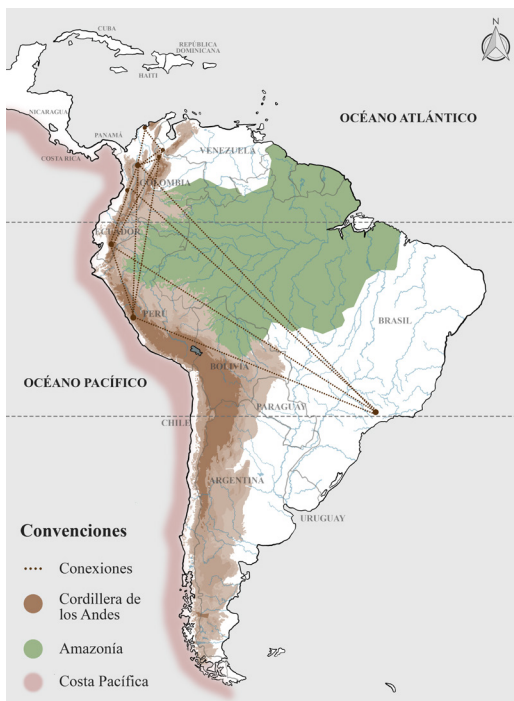 N
CUBA
REPÚBLICA
DOMINICANA
HAITI
NICARAGUA
OCÉANO ATLÁNTICO
PANAMÁ
COSTA RICA
VENEZUELA
COLOMBIA
ECUADOR
PERÚ
BRASIL
OCÉANO PACÍFICO
BOLIVIA
PARAGUAY
CHILE
ARGENTINA
URUGUAY
Convenciones
Conexiones
Cordillera de
los Andes
Amazonía
Costa Pacífica